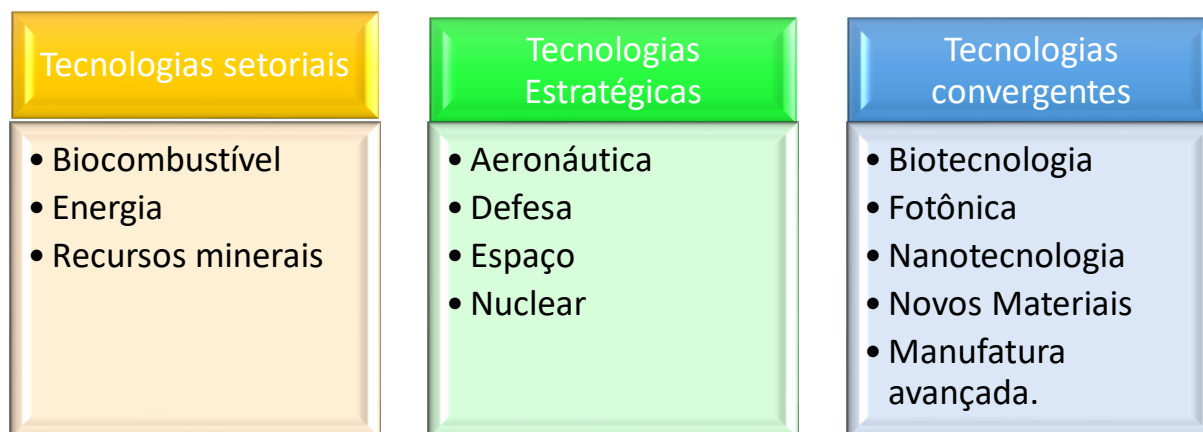 Tecnologias setoriais
• Biocombustível
• Energia
• Recursos minerais
Tecnologias
Estratégicas
• Aeronáutica
• Defesa
• Espaço
• Nuclear
Tecnologias
convergentes
• Biotecnologia
• Fotônica
• Nanotecnologia
• Novos Materiais
• Manufatura
avançada.